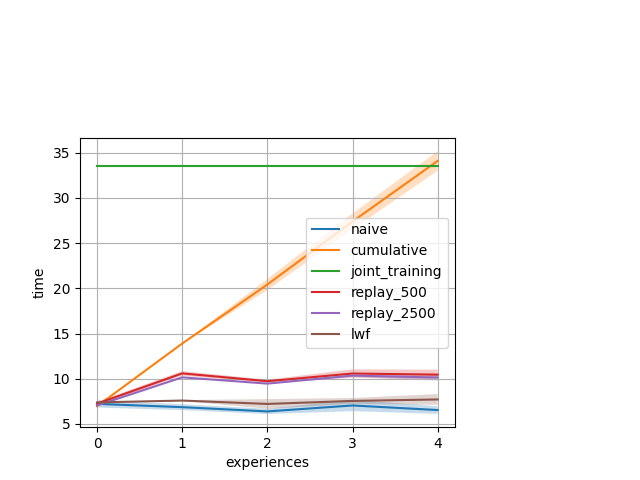 35
30
25
20
15
10
5
time
naive
cumulative
joint_training
replay_500
replay_2500
lwf
0 1 2 3 4
experiences